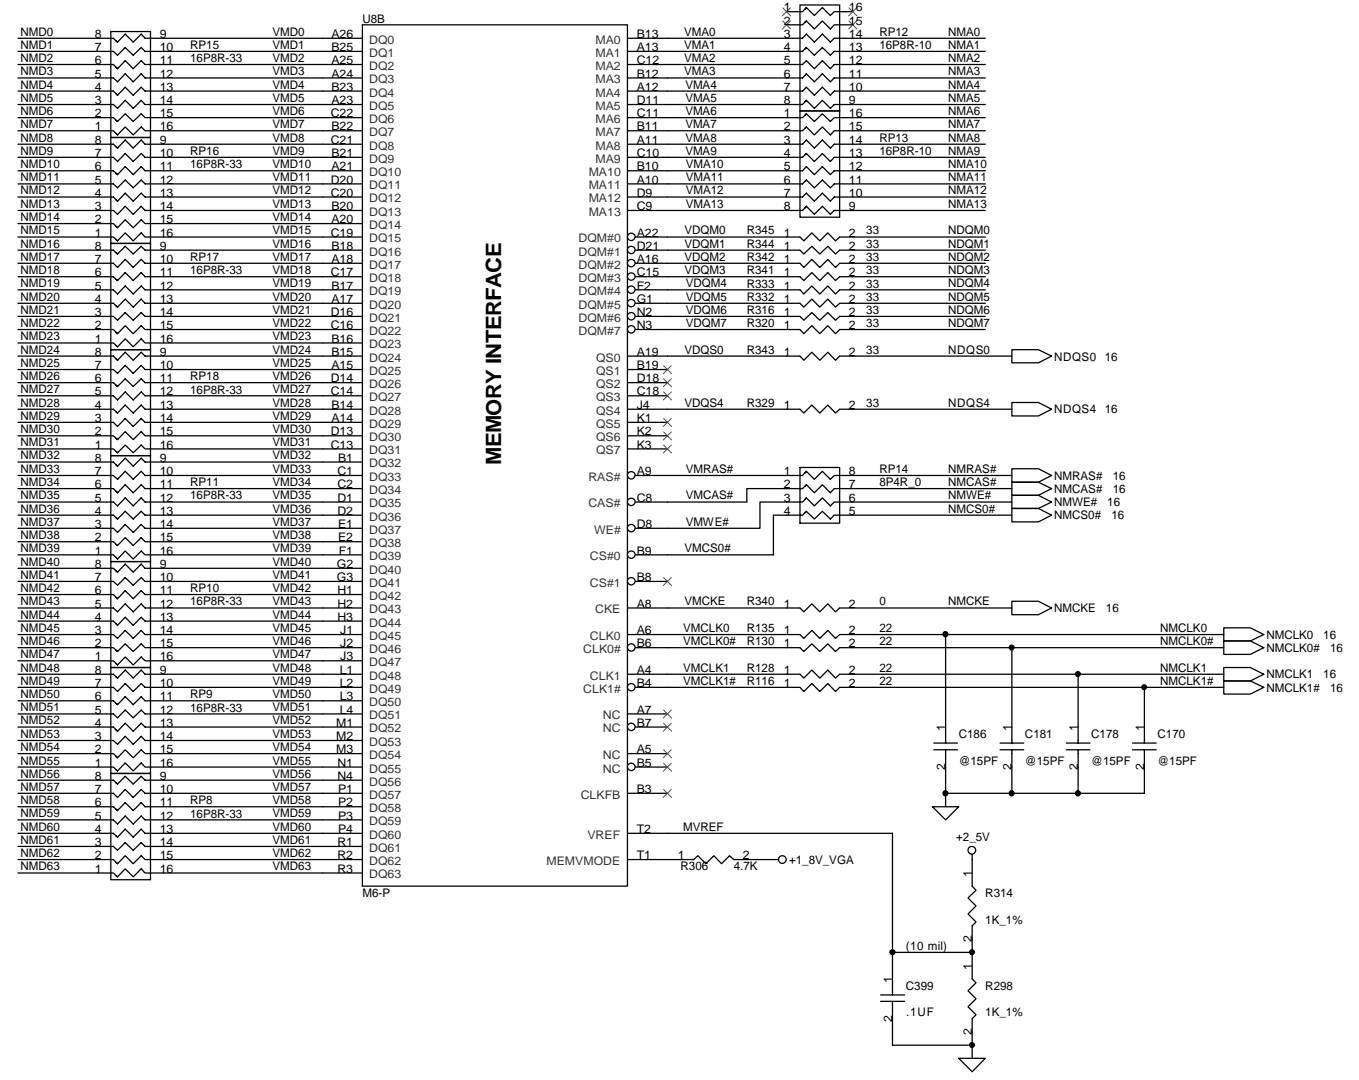 U8B
NMD0 8 9 VMD0 A26 DQ0
NMD1 7 10 RP15 VMD1 B25 DQ1
NMD2 6 11 16P8R-33 VMD2 A25 DQ2
NMD3 5 12 VMD3 A24 DQ3
NMD4 4 13 VMD4 B23 DQ4
NMD5 3 14 VMD5 A23 DQ5
NMD6 2 15 VMD6 C22 DQ6
NMD7 1 16 VMD7 B22 DQ7
NMD8 8 9 VMD8 C21 DQ8
NMD9 7 10 RP16 VMD9 B21 DQ9
NMD10 6 11 16P8R-33 VMD10 A21 DQ10
NMD11 5 12 VMD11 D20 DQ11
NMD12 4 13 VMD12 C20 DQ12
NMD13 3 14 VMD13 B20 DQ13
NMD14 2 15 VMD14 A20 DQ14
NMD15 1 16 VMD15 C19 DQ15
NMD16 8 9 VMD16 B18 DQ16
NMD17 7 10 RP17 VMD17 A18 DQ17
NMD18 6 11 16P8R-33 VMD18 C17 DQ18
NMD19 5 12 VMD19 B17 DQ19
NMD20 4 13 VMD20 A17 DQ20
NMD21 3 14 VMD21 D16 DQ21
NMD22 2 15 VMD22 C16 DQ22
NMD23 1 16 VMD23 B16 DQ23
NMD24 8 9 VMD24 B15 DQ24
NMD25 7 10 VMD25 A15 DQ25
NMD26 6 11 RP18 VMD26 D14 DQ26
NMD27 5 12 16P8R-33 VMD27 C14 DQ27
NMD28 4 13 VMD28 B14 DQ28
NMD29 3 14 VMD29 A14 DQ29
NMD30 2 15 VMD30 D13 DQ30
NMD31 1 16 VMD31 C13 DQ31
NMD32 8 9 VMD32 B1 DQ32
NMD33 7 10 VMD33 C1 DQ33
NMD34 6 11 RP11 VMD34 C2 DQ34
NMD35 5 12 16P8R-33 VMD35 D1 DQ35
NMD36 4 13 VMD36 D2 DQ36
NMD37 3 14 VMD37 E1 DQ37
NMD38 2 15 VMD38 E2 DQ38
NMD39 1 16 VMD39 F1 DQ39
NMD40 8 9 VMD40 G2 DQ40
NMD41 7 10 VMD41 G3 DQ41
NMD42 6 11 RP10 VMD42 H1 DQ42
NMD43 5 12 16P8R-33 VMD43 H2 DQ43
NMD44 4 13 VMD44 H3 DQ44
NMD45 3 14 VMD45 J1 DQ45
NMD46 2 15 VMD46 J2 DQ46
NMD47 1 16 VMD47 J3 DQ47
NMD48 8 9 VMD48 L1 DQ48
NMD49 7 10 VMD49 L2 DQ49
NMD50 6 11 RP9 VMD50 L3 DQ50
NMD51 5 12 16P8R-33 VMD51 L4 DQ51
NMD52 4 13 VMD52 M1 DQ52
NMD53 3 14 VMD53 M2 DQ53
NMD54 2 15 VMD54 M3 DQ54
NMD55 1 16 VMD55 N1 DQ55
NMD56 8 9 VMD56 N4 DQ56
NMD57 7 10 VMD57 P1 DQ57
NMD58 6 11 RP8 VMD58 P2 DQ58
NMD59 5 12 16P8R-33 VMD59 P3 DQ59
NMD60 4 13 VMD60 P4 DQ60
NMD61 3 14 VMD61 R1 DQ61
NMD62 2 15 VMD62 R2 DQ62
NMD63 1 16 VMD63 R3 DQ63
M6-P
MEMORY INTERFACE
1 16
2 15
MA0 B13 VMA0 3 14 RP12 NMA0
MA1 A13 VMA1 4 13 16P8R-10 NMA1
MA2 C12 VMA2 5 12 NMA2
MA3 B12 VMA3 6 11 NMA3
MA4 A12 VMA4 7 10 NMA4
MA5 D11 VMA5 8 9 NMA5
MA6 C11 VMA6 1 16 NMA6
MA7 B11 VMA7 2 15 NMA7
MA8 A11 VMA8 3 14 RP13 NMA8
MA9 C10 VMA9 4 13 16P8R-10 NMA9
MA10 B10 VMA10 5 12 NMA10
MA11 A10 VMA11 6 11 NMA11
MA12 D9 VMA12 7 10 NMA12
MA13 C9 VMA13 8 9 NMA13
DQM#0 A22 VDQM0 R345 1 2 33 NDQM0
DQM#1 D21 VDQM1 R344 1 2 33 NDQM1
DQM#2 A16 VDQM2 R342 1 2 33 NDQM2
DQM#3 C15 VDQM3 R341 1 2 33 NDQM3
DQM#4 F2 VDQM4 R333 1 2 33 NDQM4
DQM#5 G1 VDQM5 R332 1 2 33 NDQM5
DQM#6 N2 VDQM6 R316 1 2 33 NDQM6
DQM#7 N3 VDQM7 R320 1 2 33 NDQM7
QS0 A19 VDQS0 R343 1 2 33 NDQS0 NDQS0 16
QS1 B19
QS2 D18
QS3 C18
QS4 J4 VDQS4 R329 1 2 33 NDQS4 NDQS4 16
QS5 K1
QS6 K2
QS7 K3
RAS# A9 VMRAS# 1 8 RP14 NMRAS# NMRAS# 16
2 7 8P4R_0 NMCAS# NMCAS# 16
CAS# C8 VMCAS# 3 6 NMWE# NMWE# 16
4 5 NMCS0# NMCS0# 16
WE# D8 VMWE#
CS#0 B9 VMCS0#
CS#1 B8
CKE A8 VMCKE R340 1 2 0 NMCKE NMCKE 16
CLK0 A6 VMCLK0 R135 1 2 22 NMCLK0 NMCLK0 16
CLK0# B6 VMCLK0# R130 1 2 22 NMCLK0# NMCLK0# 16
CLK1 A4 VMCLK1 R128 1 2 22 NMCLK1 NMCLK1 16
CLK1# B4 VMCLK1# R116 1 2 22 NMCLK1# NMCLK1# 16
NC A7
NC B7
NC A5
NC B5
1 C186 1 C181 1 C178 1 C170
2 @15PF 2 @15PF 2 @15PF 2 @15PF
CLKFB B3
VREF T2 MVREF
MEMVMODE T1 1 2 +1_8V_VGA
R306 4.7K
+2_5V
1
R314
1K_1%
2
(10 mil)
1 C399 1 R298
.1UF 1K_1%
2 2